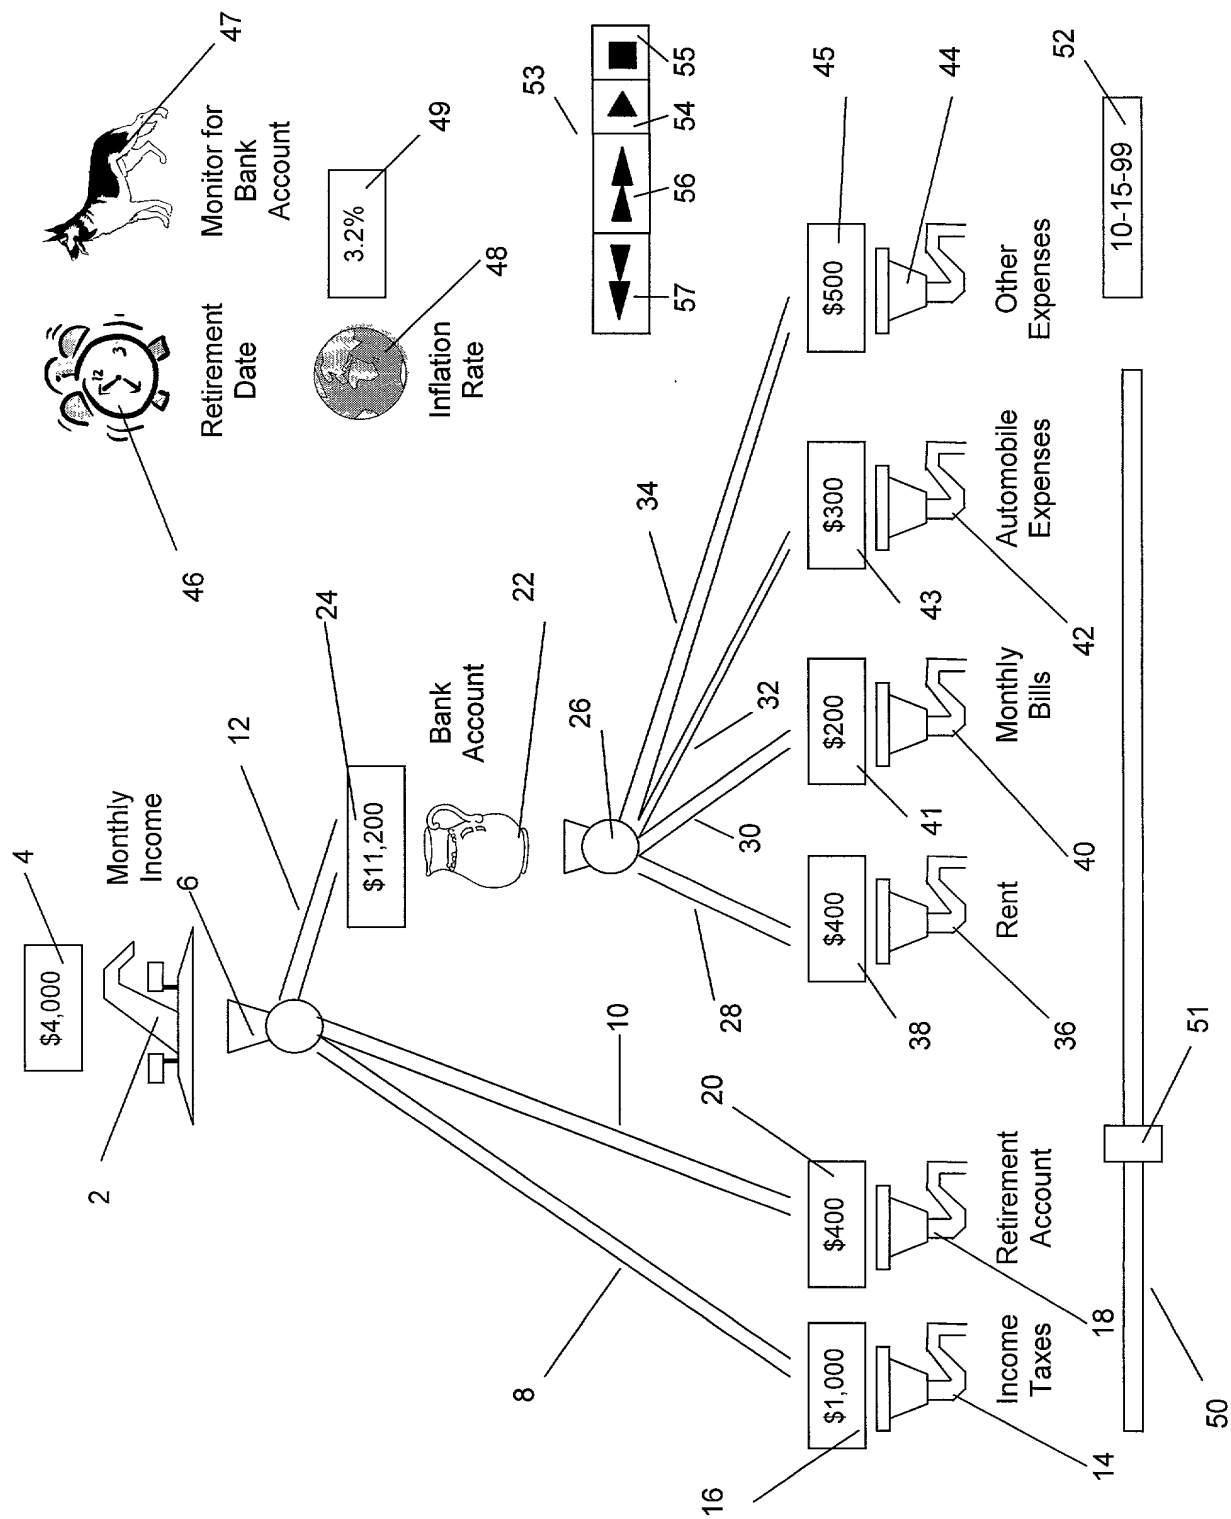 4
$4,000
2
Monthly
Income
6
46
47
Retirement
Date
Monitor for
Bank
Account
12
24
$11,200
3.2%
49
Bank
Account
Inflation
Rate
48
22
8
53
26
10
34
57 56 54 55
16
20
28
30
32
45
$1,000 $400 $400 $200 $300 $500
38
41
43
44
Income
Taxes
Retirement
Account
Rent
Monthly
Bills
Automobile
Expenses
Other
Expenses
52
14
18
36
40
42
10-15-99
50
51